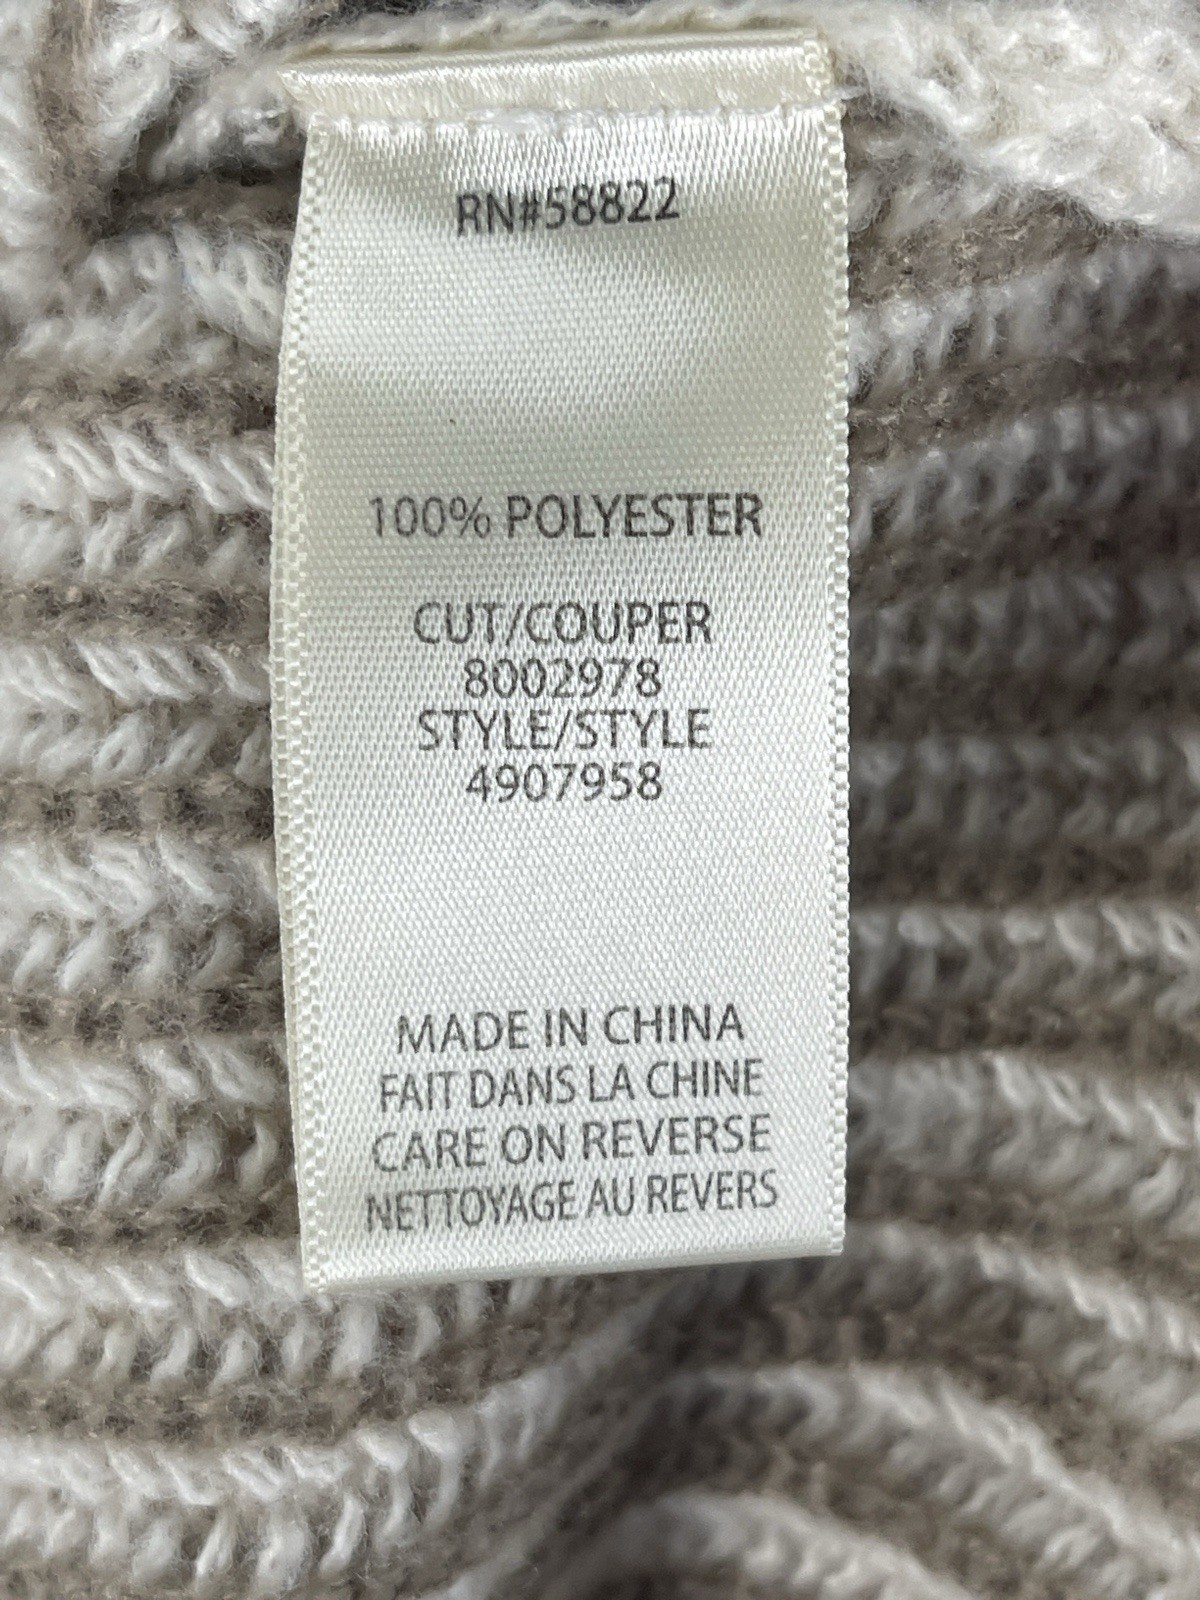 RN#58822
100% POLYESTER
CUT/COUPER
8002978
STYLE/STYLE
4907958
MADE IN CHINA
FAIT DANS LA CHINE
CARE ON REVERSE
NETTOYAGE AU REVERS